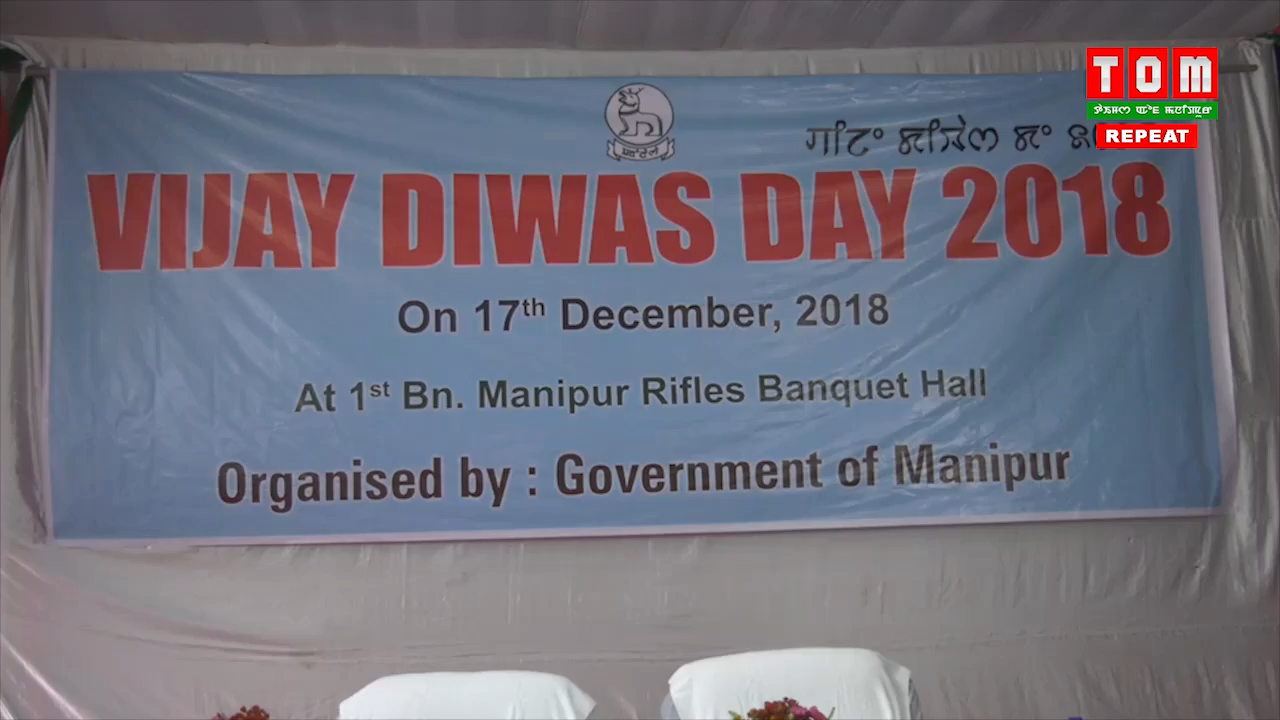 TOM
REPEAT
VIJAY DIWAS DAY 2018
On 17th December, 2018
At 1st Bn. Manipur Rifles Banquet Hall
Organised by : Government of Manipur